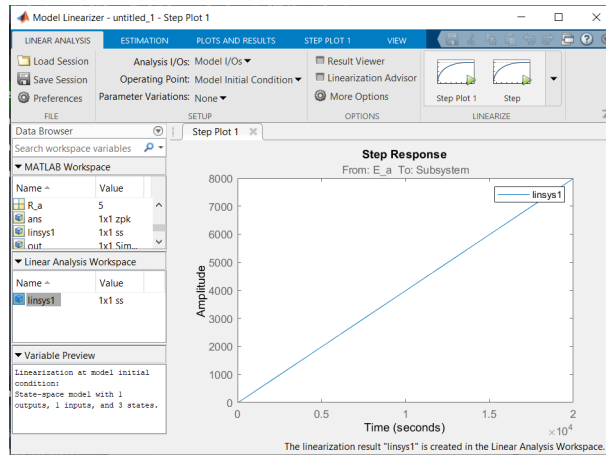 Model Linearizer - untitled_1 - Step Plot 1
LINEAR ANALYSIS ESTIMATION PLOTS AND RESULTS STEP PLOT 1 VIEW
Load Session
Save Session
Preferences
FILE
Analysis I/Os: Model I/Os
Operating Point: Model Initial Condition
Parameter Variations: None
SETUP
Result Viewer
Linearization Advisor
More Options
OPTIONS
Step Plot 1 Step
LINEARIZE
Data Browser
Search workspace variables
MATLAB Workspace
Name Value
R_a 5
ans 1x1 zpk
linsys1 1x1 ss
out 1x1 Sim...
Linear Analysis Workspace
Name Value
linsys1 1x1 ss
Variable Preview
Linearization at model initial
condition:
State-space model with 1
outputs, 1 inputs, and 3 states.
Step Plot 1
Step Response
From: E_a To: Subsystem
linsys1
Amplitude
8000
7000
6000
5000
4000
3000
2000
1000
0
0 0.5 1 1.5 2
×10⁴
Time (seconds)
The linearization result "linsys1" is created in the Linear Analysis Workspace.